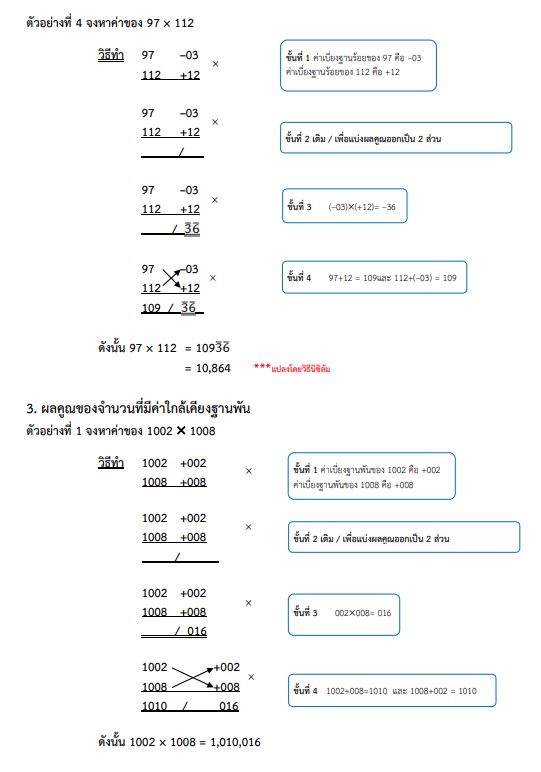 ตัวอย่างที่ 4 จงหาค่าของ 97 × 112
วิธีทำ 97 –03
112 +12 ×
ขั้นที่ 1 ค่าเบี่ยงฐานร้อยของ 97 คือ –03
ค่าเบี่ยงฐานร้อยของ 112 คือ +12
97 –03
112 +12 ×
/
ขั้นที่ 2 เติม / เพื่อแบ่งผลคูณออกเป็น 2 ส่วน
97 –03
112 +12 ×
/ 3̅6̅
ขั้นที่ 3 (–03)×(+12)= –36
97 –03
112 +12 ×
109 / 3̅6̅
ขั้นที่ 4 97+12 = 109และ 112+(–03) = 109
ดังนั้น 97 × 112 = 1093̅6̅
= 10,864 ***แปลงโดยวิธีนิขิลัม
3. ผลคูณของจำนวนที่มีค่าใกล้เคียงฐานพัน
ตัวอย่างที่ 1 จงหาค่าของ 1002 × 1008
วิธีทำ 1002 +002
1008 +008 ×
ขั้นที่ 1 ค่าเบี่ยงฐานพันของ 1002 คือ +002
ค่าเบี่ยงฐานพันของ 1008 คือ +008
1002 +002
1008 +008 ×
/
ขั้นที่ 2 เติม / เพื่อแบ่งผลคูณออกเป็น 2 ส่วน
1002 +002
1008 +008 ×
/ 016
ขั้นที่ 3 002×008= 016
1002 +002
1008 +008 ×
1010 / 016
ขั้นที่ 4 1002+008=1010 และ 1008+002 = 1010
ดังนั้น 1002 × 1008 = 1,010,016